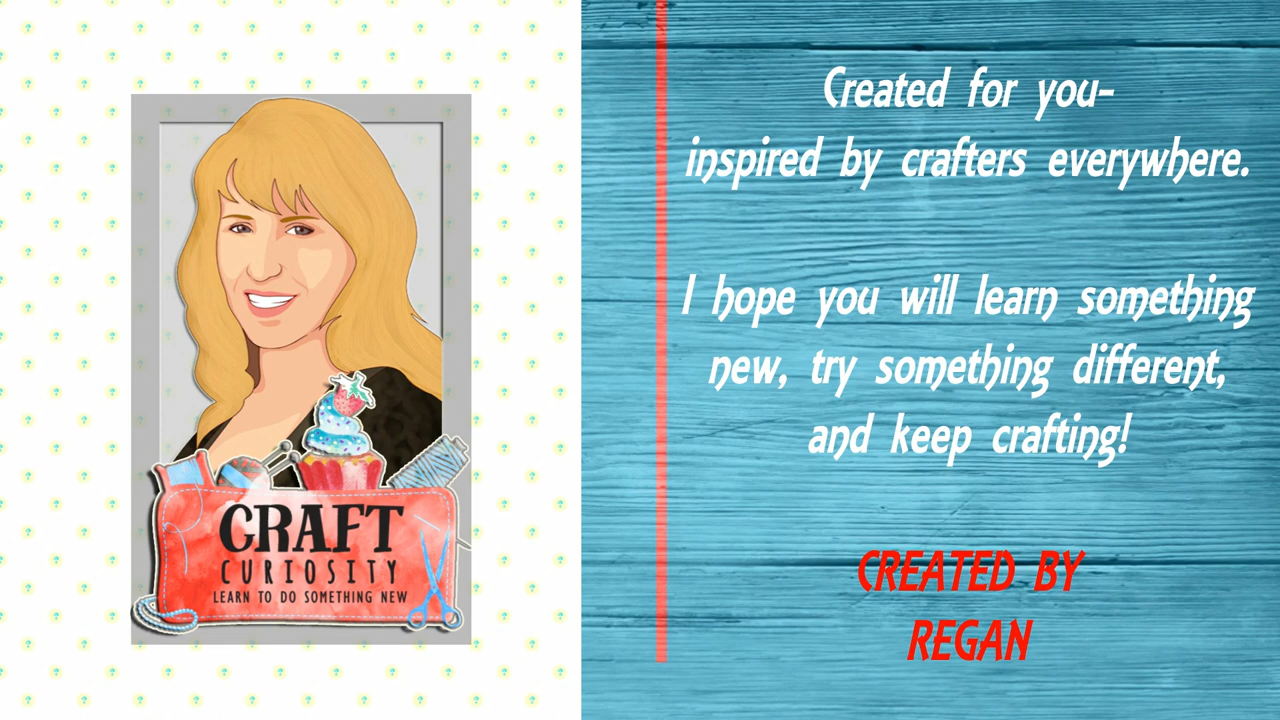 CRAFT
CURIOSITY
LEARN TO DO SOMETHING NEW
Created for you-
inspired by crafters everywhere.
I hope you will learn something
new, try something different,
and keep crafting!
CREATED BY
REGAN